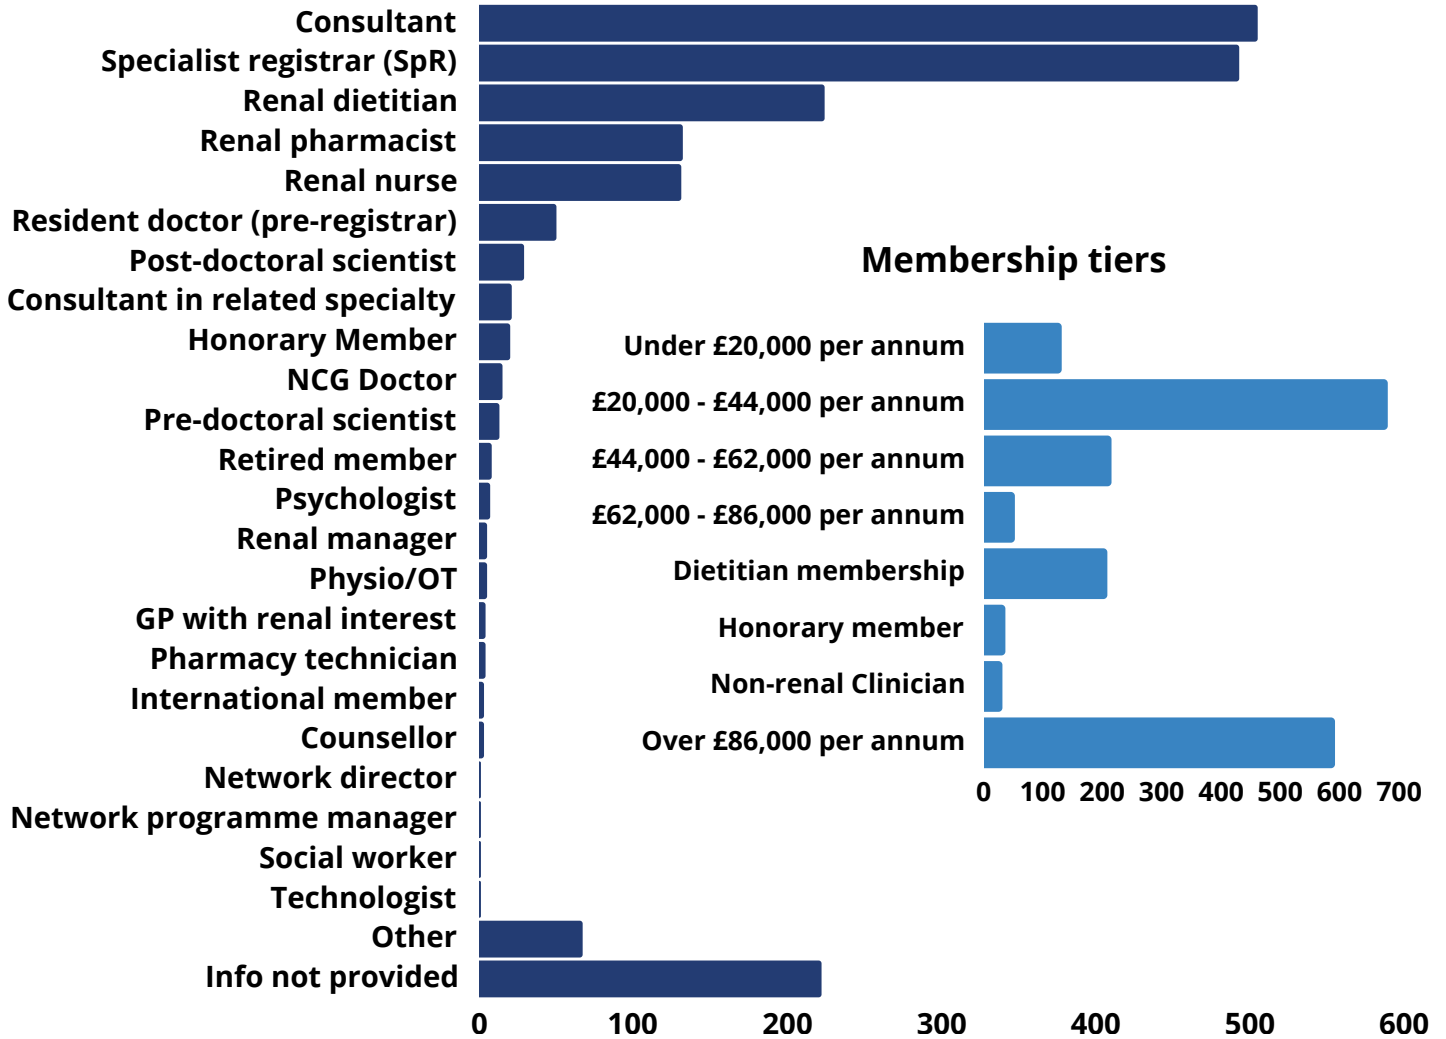 Consultant
Specialist registrar (SpR)
Renal dietitian
Renal pharmacist
Renal nurse
Resident doctor (pre-registrar)
Post-doctoral scientist
Consultant in related specialty
Honorary Member
NCG Doctor
Pre-doctoral scientist
Retired member
Psychologist
Renal manager
Physio/OT
GP with renal interest
Pharmacy technician
International member
Counsellor
Network director
Network programme manager
Social worker
Technologist
Other
Info not provided
0 100 200 300 400 500 600
Membership tiers
Under £20,000 per annum
£20,000 - £44,000 per annum
£44,000 - £62,000 per annum
£62,000 - £86,000 per annum
Dietitian membership
Honorary member
Non-renal Clinician
Over £86,000 per annum
0 100 200 300 400 500 600 700